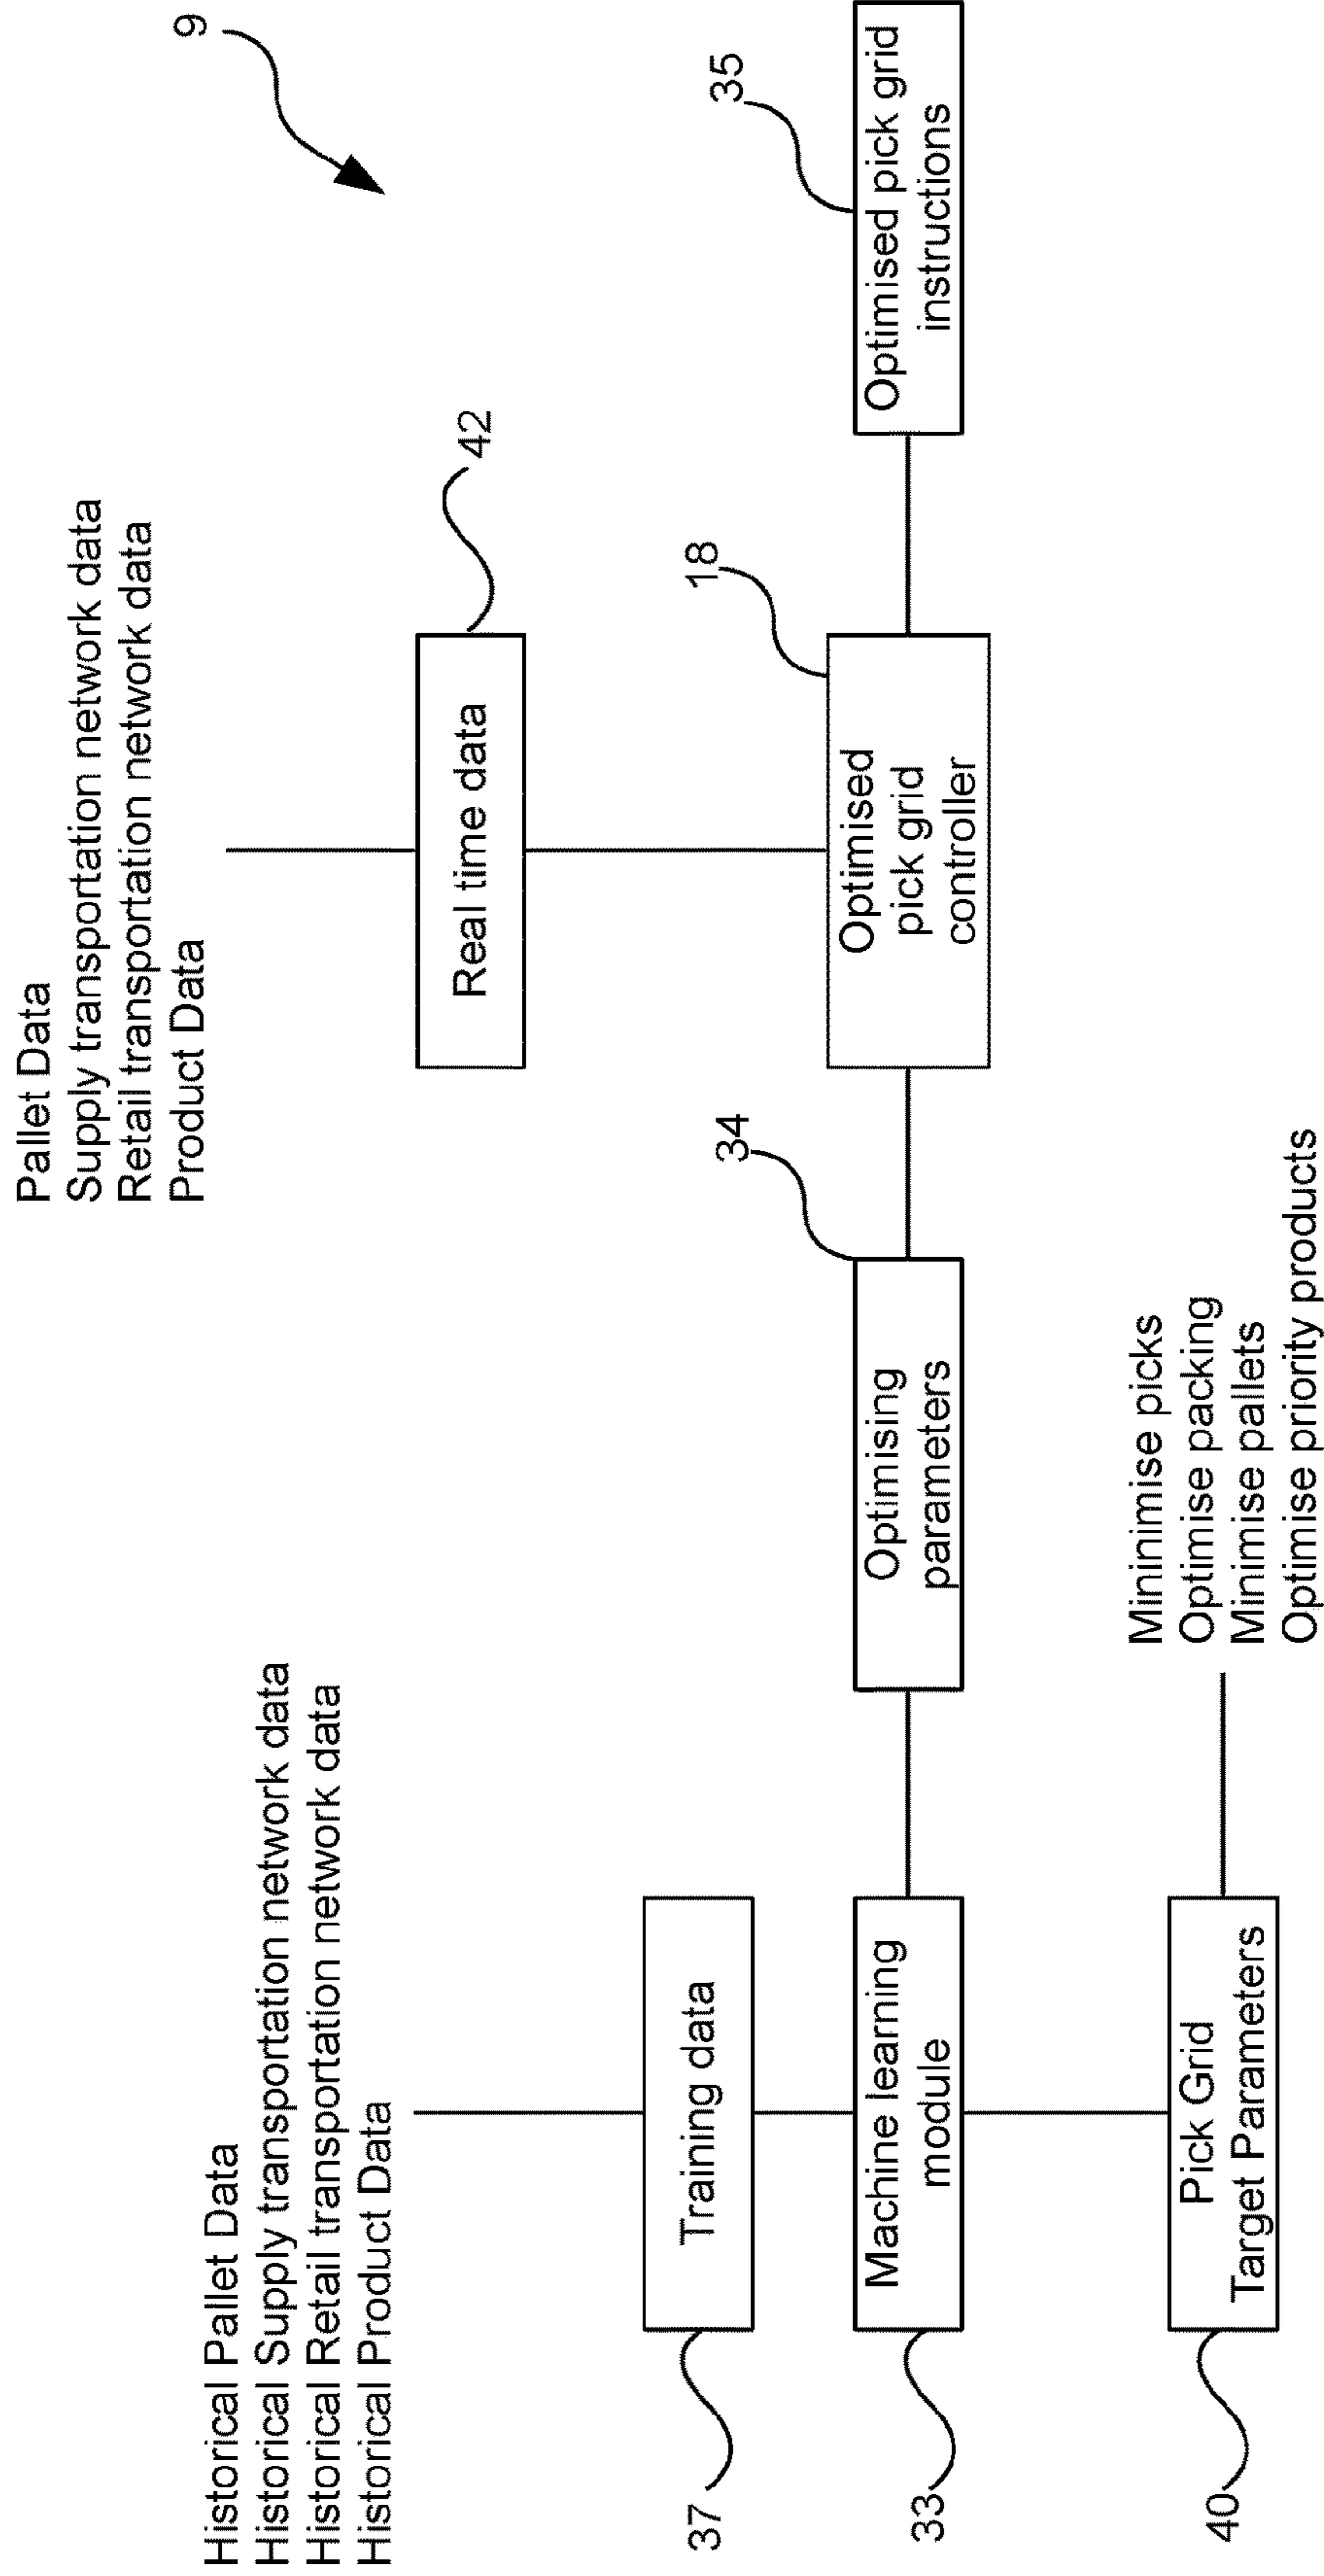 9
Pallet Data
Supply transportation network data
Retail transportation network data
Product Data
Historical Pallet Data
Historical Supply transportation network data
Historical Retail transportation network data
Historical Product Data
Real time data
42
37
Training data
33
Machine learning
module
34
Optimising
parameters
18
Optimised
pick grid
controller
35
Optimised pick grid
instructions
40
Pick Grid
Target Parameters
Mininimise picks
Optimise packing
Minimise pallets
Optimise priority products